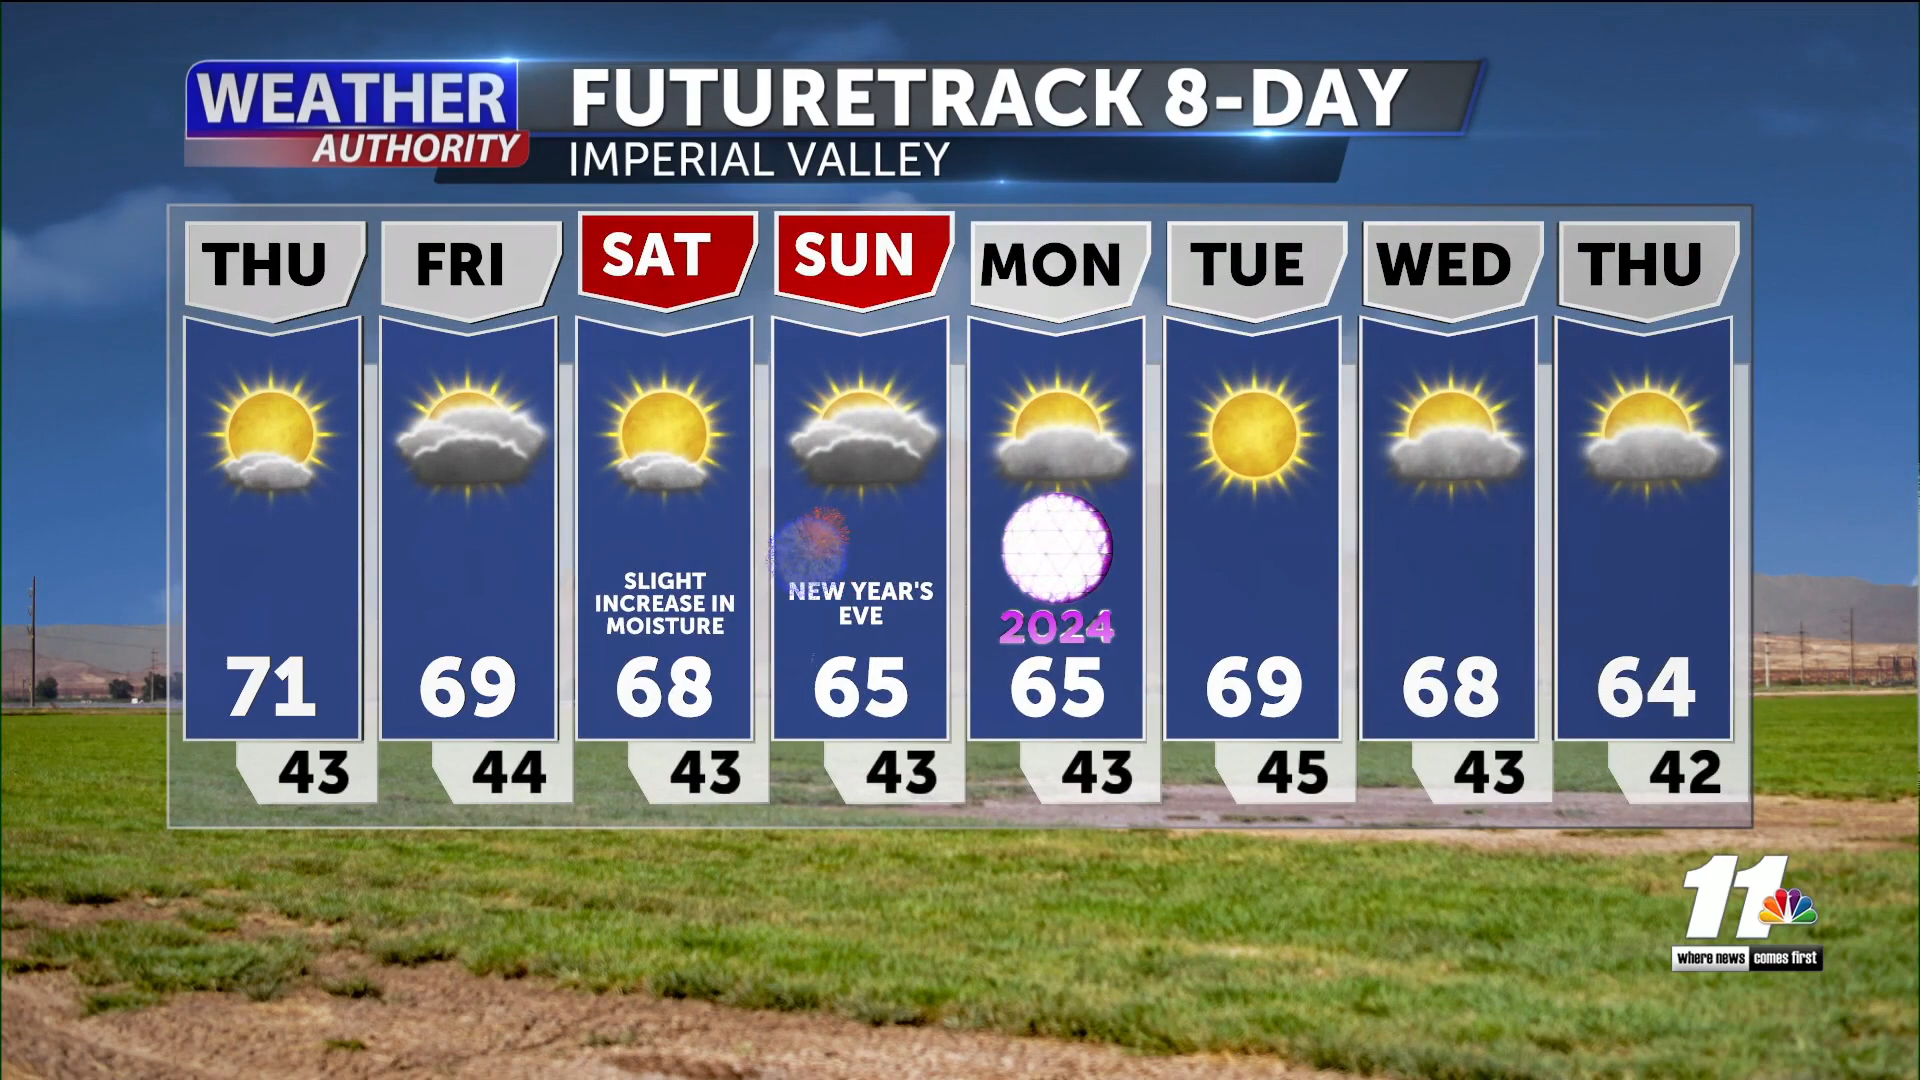 WEATHER
AUTHORITY
FUTURETRACK 8-DAY
IMPERIAL VALLEY
THU FRI SAT SUN MON TUE WED THU
SLIGHT
INCREASE IN
MOISTURE
NEW YEAR'S
EVE
2024
71 69 68 65 65 69 68 64
43 44 43 43 43 45 43 42
11
where news comes first